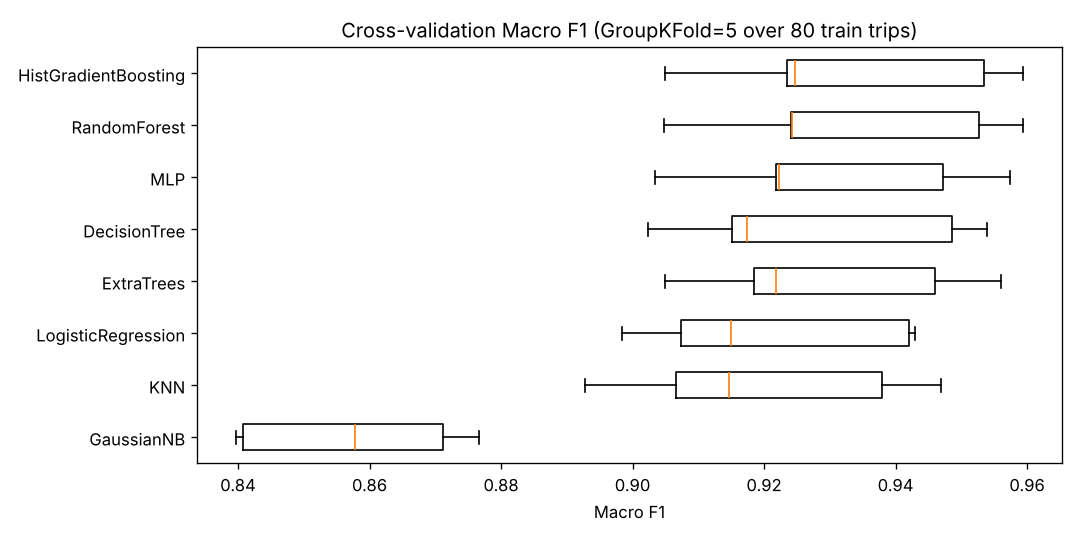 Cross-validation Macro F1 (GroupKFold=5 over 80 train trips)
HistGradientBoosting
RandomForest
MLP
DecisionTree
ExtraTrees
LogisticRegression
KNN
GaussianNB
0.84 0.86 0.88 0.90 0.92 0.94 0.96
Macro F1